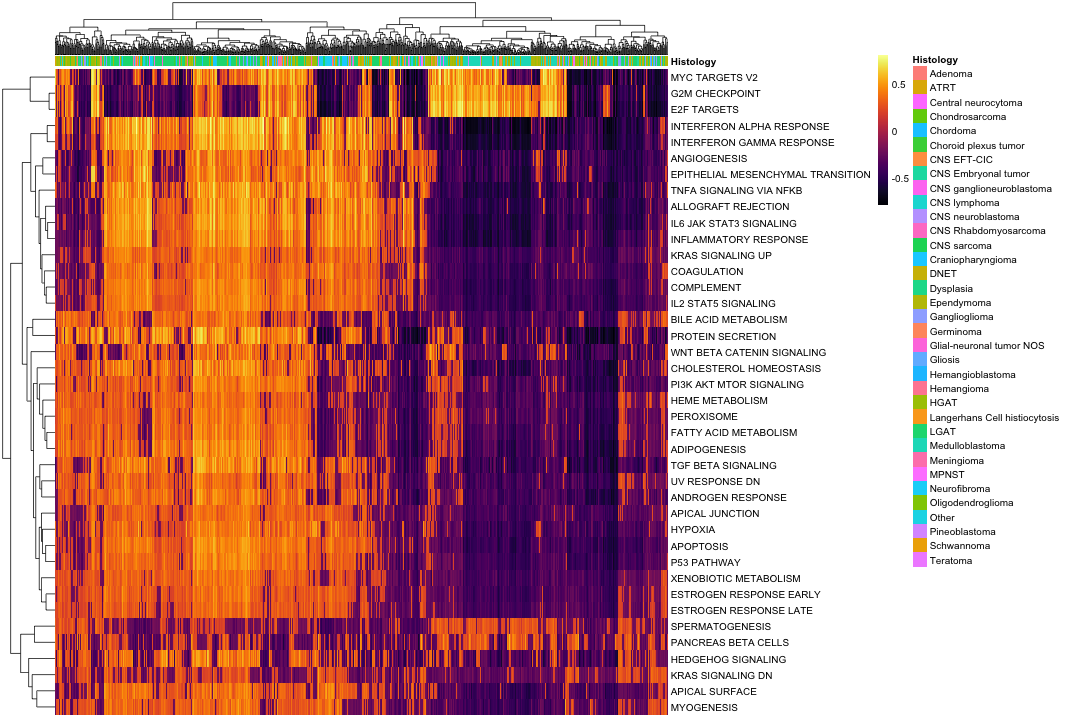 Histology
MYC TARGETS V2
G2M CHECKPOINT
E2F TARGETS
INTERFERON ALPHA RESPONSE
INTERFERON GAMMA RESPONSE
ANGIOGENESIS
EPITHELIAL MESENCHYMAL TRANSITION
TNFA SIGNALING VIA NFKB
ALLOGRAFT REJECTION
IL6 JAK STAT3 SIGNALING
INFLAMMATORY RESPONSE
KRAS SIGNALING UP
COAGULATION
COMPLEMENT
IL2 STAT5 SIGNALING
BILE ACID METABOLISM
PROTEIN SECRETION
WNT BETA CATENIN SIGNALING
CHOLESTEROL HOMEOSTASIS
PI3K AKT MTOR SIGNALING
HEME METABOLISM
PEROXISOME
FATTY ACID METABOLISM
ADIPOGENESIS
TGF BETA SIGNALING
UV RESPONSE DN
ANDROGEN RESPONSE
APICAL JUNCTION
HYPOXIA
APOPTOSIS
P53 PATHWAY
XENOBIOTIC METABOLISM
ESTROGEN RESPONSE EARLY
ESTROGEN RESPONSE LATE
SPERMATOGENESIS
PANCREAS BETA CELLS
HEDGEHOG SIGNALING
KRAS SIGNALING DN
APICAL SURFACE
MYOGENESIS
0.5
0
-0.5
Histology
Adenoma
ATRT
Central neurocytoma
Chondrosarcoma
Chordoma
Choroid plexus tumor
CNS EFT-CIC
CNS Embryonal tumor
CNS ganglioneuroblastoma
CNS lymphoma
CNS neuroblastoma
CNS Rhabdomyosarcoma
CNS sarcoma
Craniopharyngioma
DNET
Dysplasia
Ependymoma
Ganglioglioma
Germinoma
Glial-neuronal tumor NOS
Gliosis
Hemangioblastoma
Hemangioma
HGAT
Langerhans Cell histiocytosis
LGAT
Medulloblastoma
Meningioma
MPNST
Neurofibroma
Oligodendroglioma
Other
Pineoblastoma
Schwannoma
Teratoma